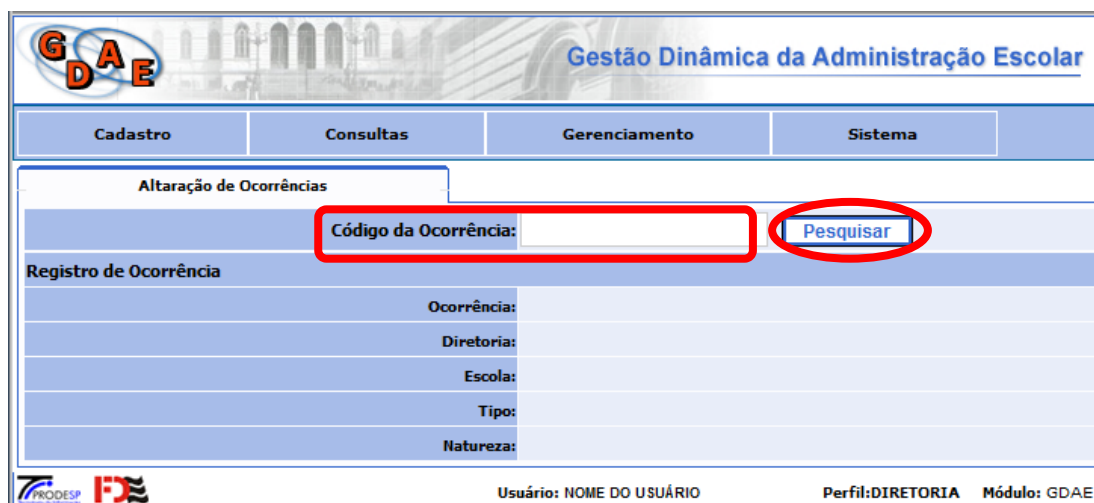 GDAE
Gestão Dinâmica da Administração Escolar
Cadastro Consultas Gerenciamento Sistema
Altaração de Ocorrências
Código da Ocorrência: Pesquisar
Registro de Ocorrência
Ocorrência:
Diretoria:
Escola:
Tipo:
Natureza:
PRODESP FDE Usuário: NOME DO USUÁRIO Perfil:DIRETORIA Módulo: GDAE